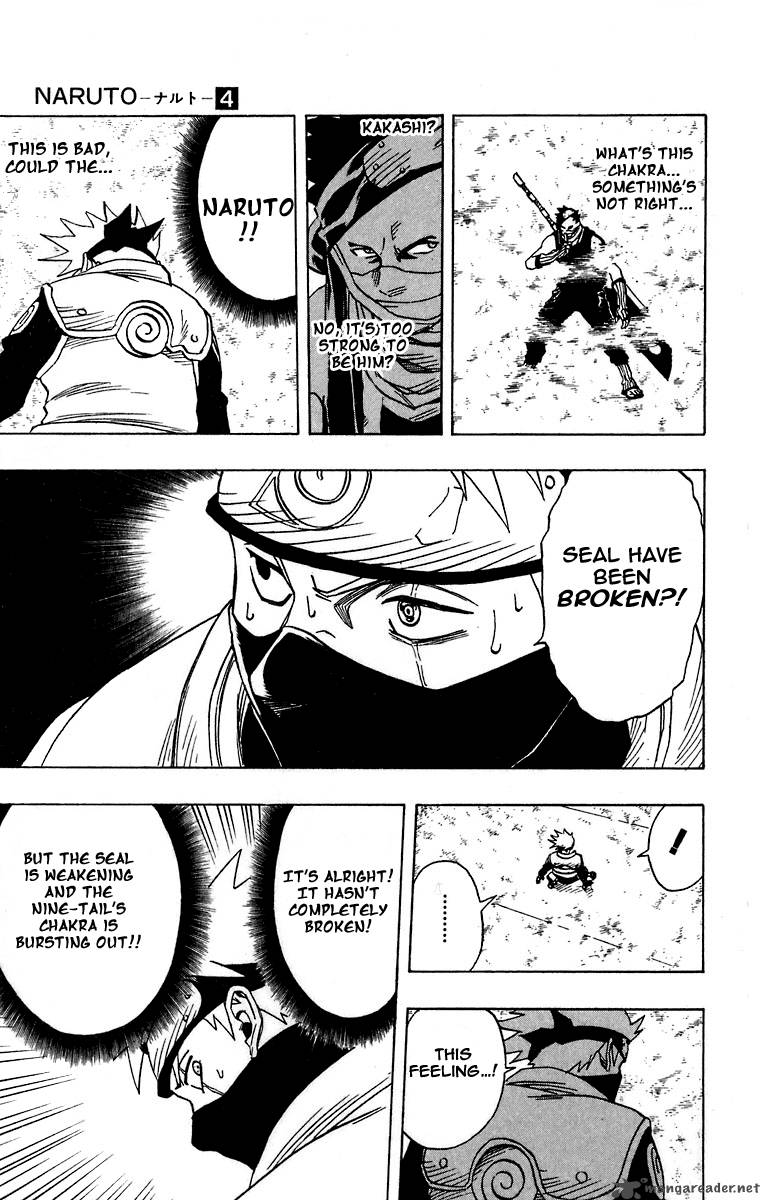 NARUTO ーナルトー 4
WHAT'S THIS
CHAKRA...
SOMETHING'S
NOT RIGHT...
KAKASHI?
NO, IT'S TOO
STRONG TO
BE HIM?
NARUTO
!!
THIS IS BAD,
COULD THE...
SEAL HAVE
BEEN
BROKEN?!
!
.........
THIS
FEELING...!
IT'S ALRIGHT!
IT HASN'T
COMPLETELY
BROKEN!
BUT THE SEAL
IS WEAKENING
AND THE
NINE-TAIL'S
CHAKRA IS
BURSTING OUT!!
mangareader.net